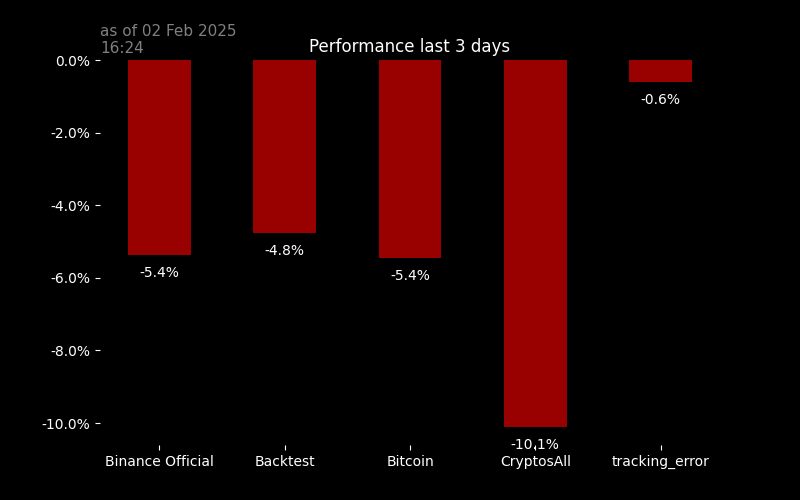 as of 02 Feb 2025
16:24
Performance last 3 days
0.0%
-2.0%
-4.0%
-6.0%
-8.0%
-10.0%
-5.4%
-4.8%
-5.4%
-10.1%
-0.6%
Binance Official
Backtest
Bitcoin
CryptosAll
tracking_error